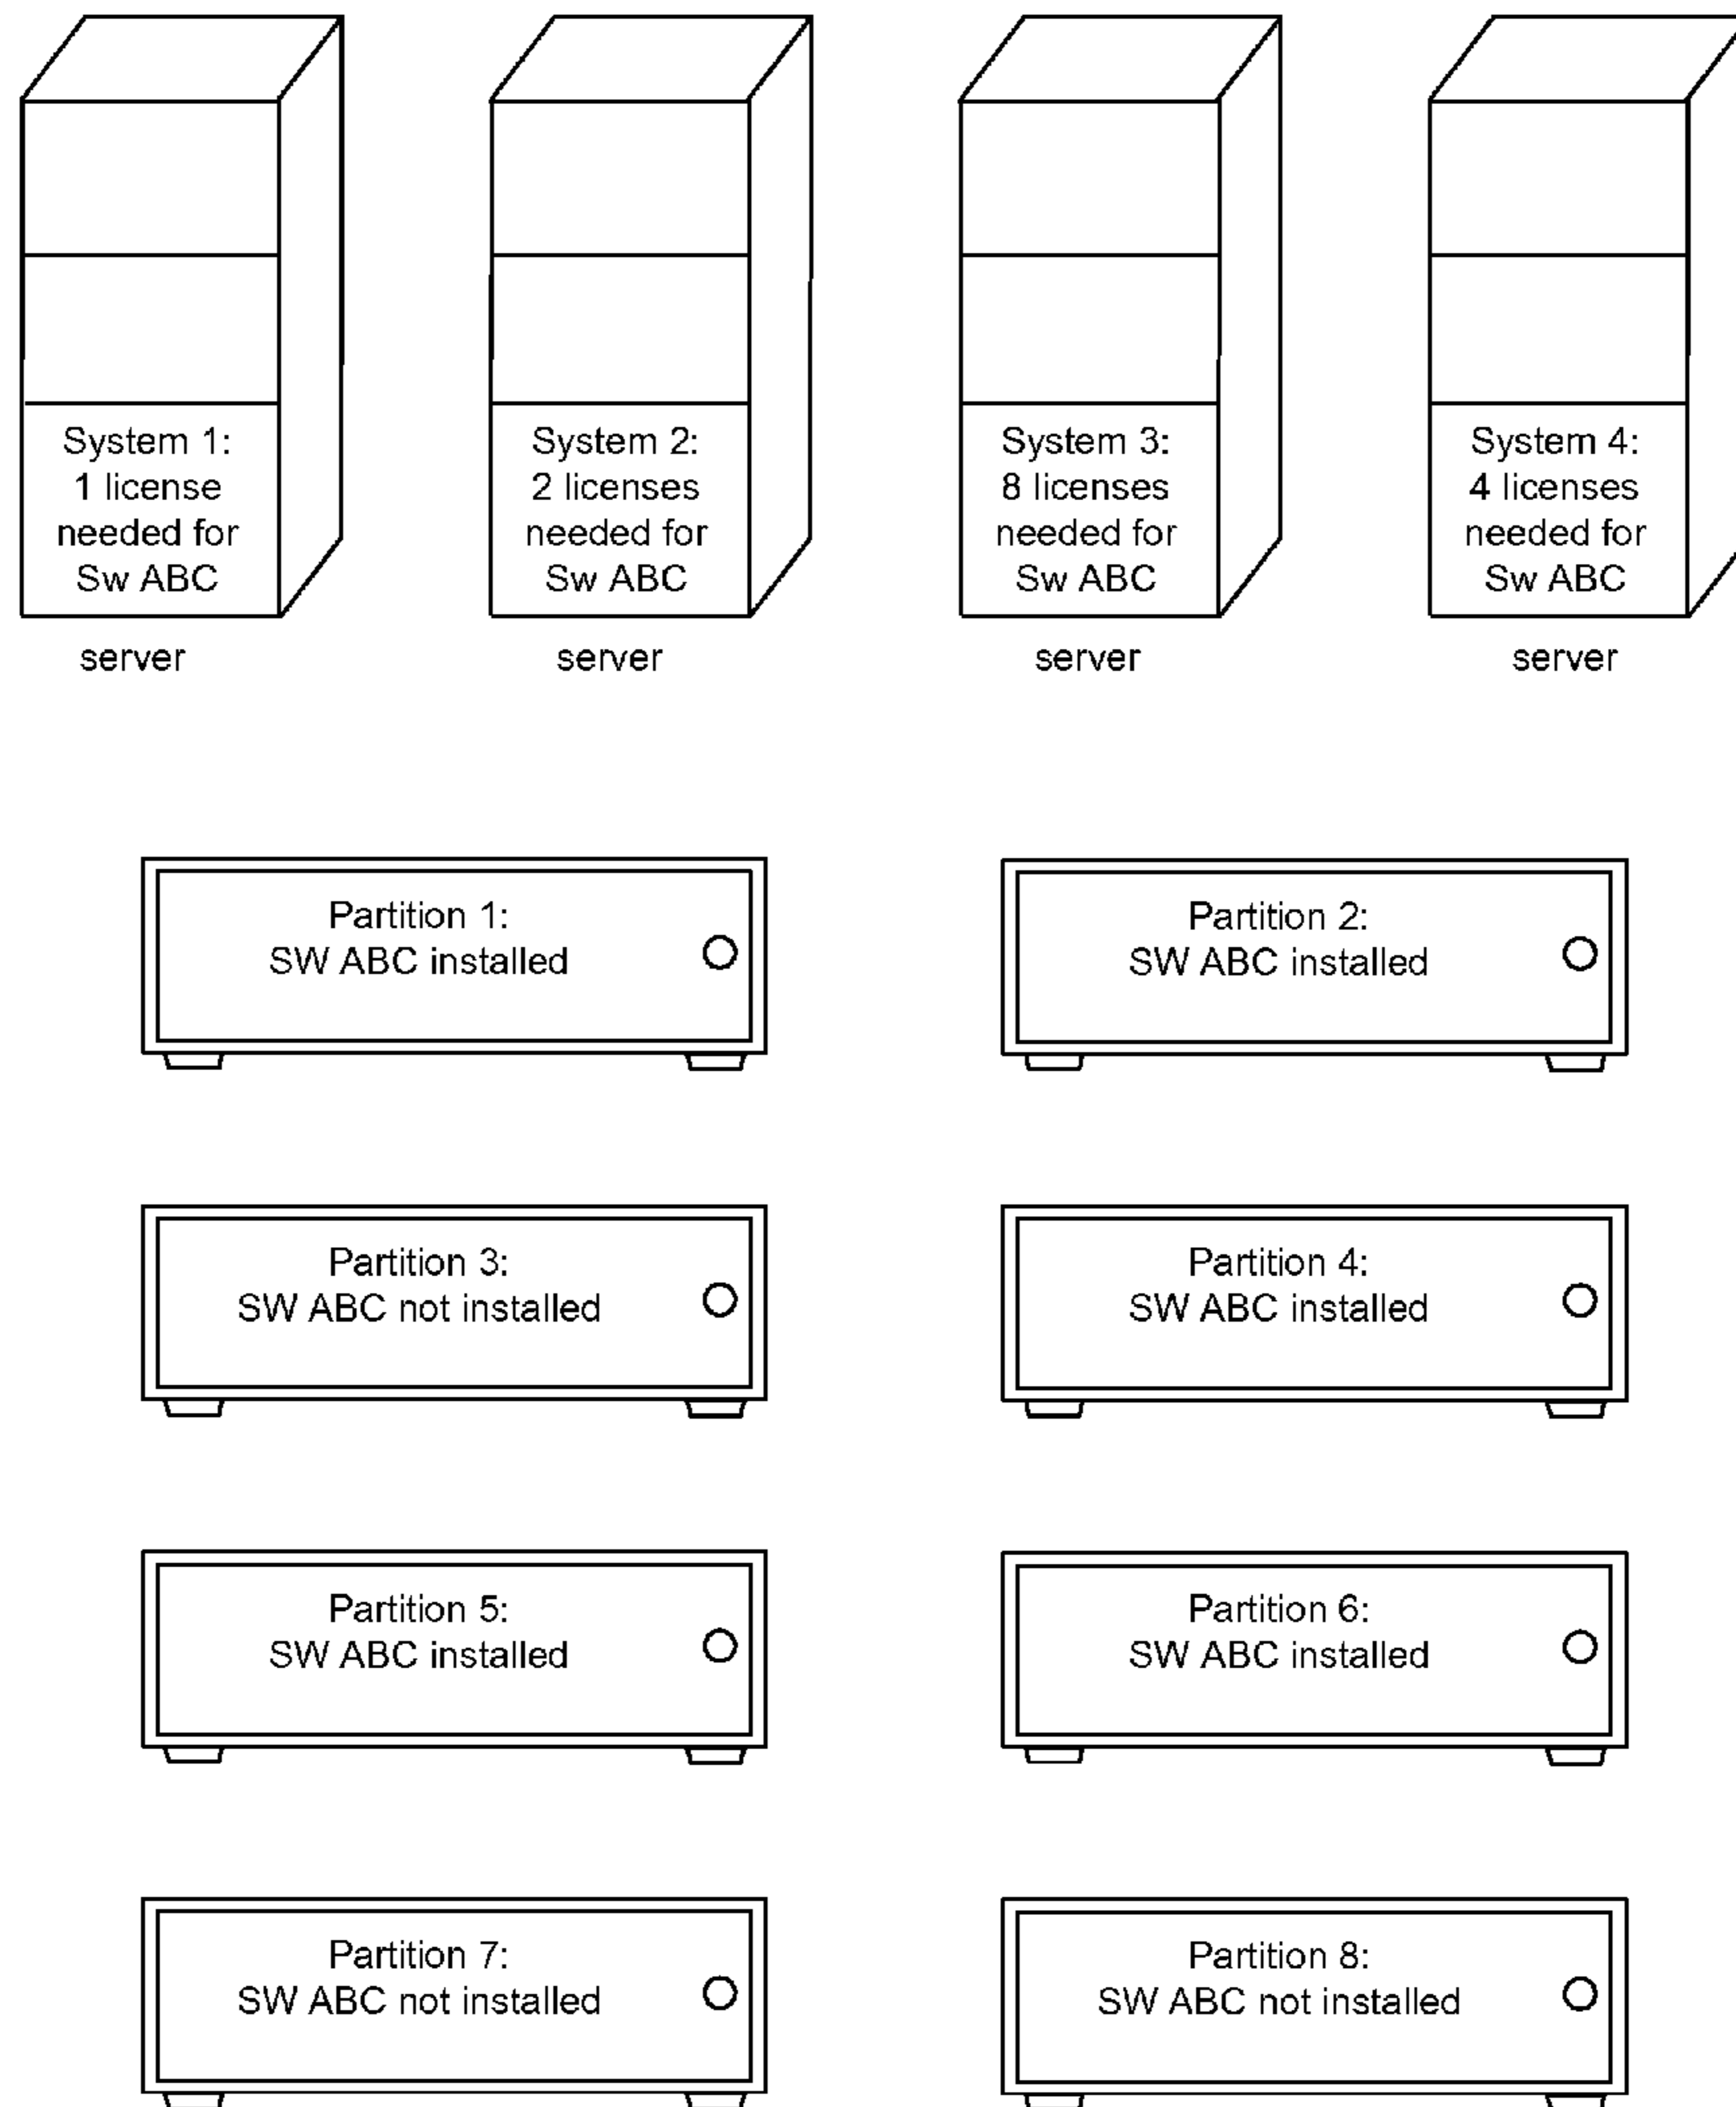 System 1:
1 license
needed for
Sw ABC
server
System 2:
2 licenses
needed for
Sw ABC
server
System 3:
8 licenses
needed for
Sw ABC
server
System 4:
4 licenses
needed for
Sw ABC
server
Partition 1:
SW ABC installed
Partition 2:
SW ABC installed
Partition 3:
SW ABC not installed
Partition 4:
SW ABC installed
Partition 5:
SW ABC installed
Partition 6:
SW ABC installed
Partition 7:
SW ABC not installed
Partition 8:
SW ABC not installed